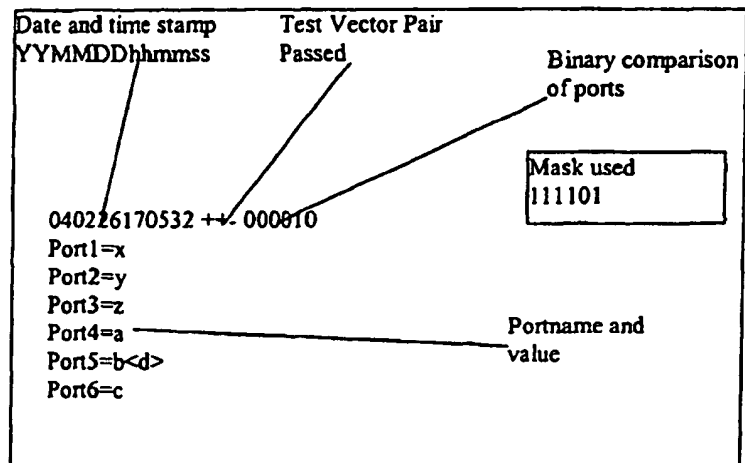 Date and time stamp
YYMMDDhhmmss
Test Vector Pair
Passed
Binary comparison
of ports
Mask used
111101
040226170532 ++- 000010
Port1=x
Port2=y
Port3=z
Port4=a
Port5=b<d>
Port6=c
Portname and
value